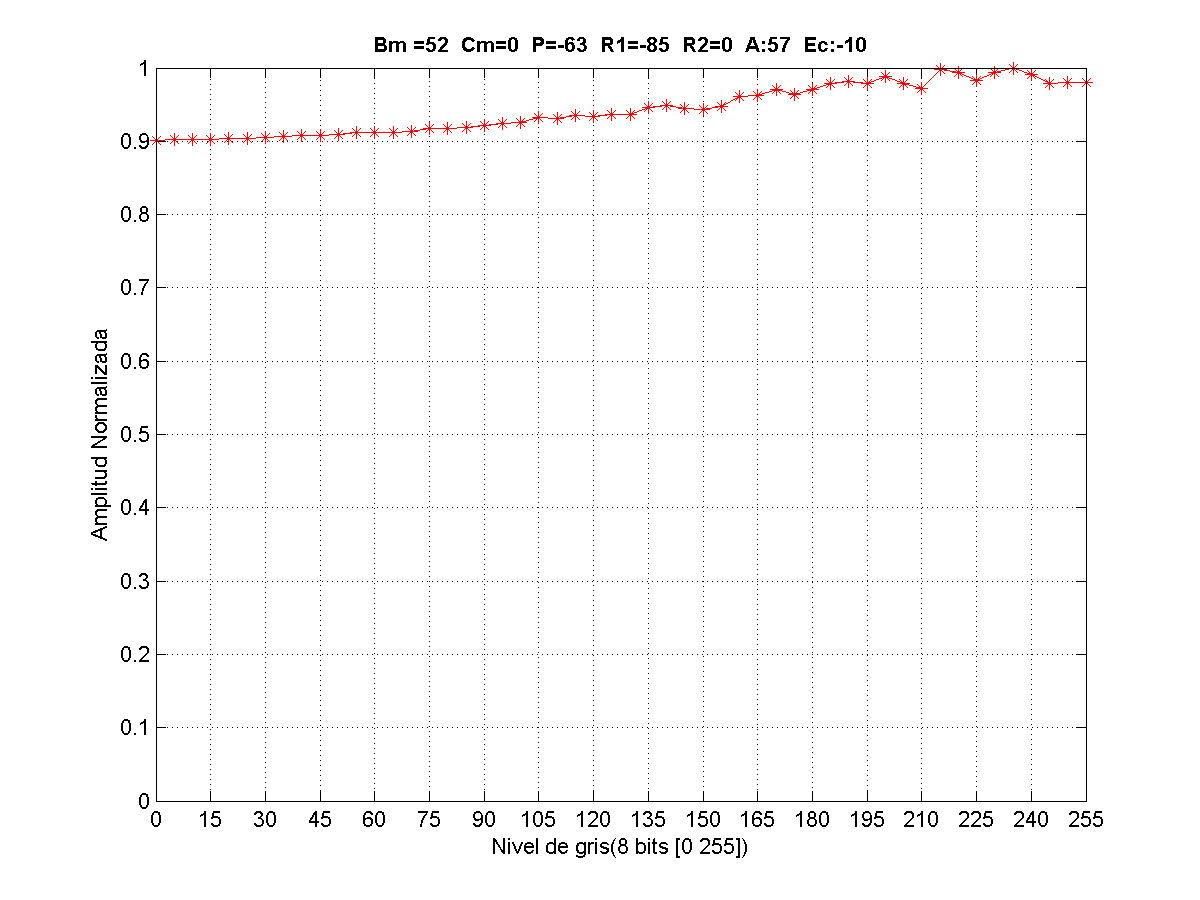 Bm =52 Cm=0 P=-63 R1=-85 R2=0 A:57 Ec:-10
1
0.9
0.8
0.7
0.6
0.5
0.4
0.3
0.2
0.1
0
Amplitud Normalizada
0 15 30 45 60 75 90 105 120 135 150 165 180 195 210 225 240 255
Nivel de gris(8 bits [0 255])